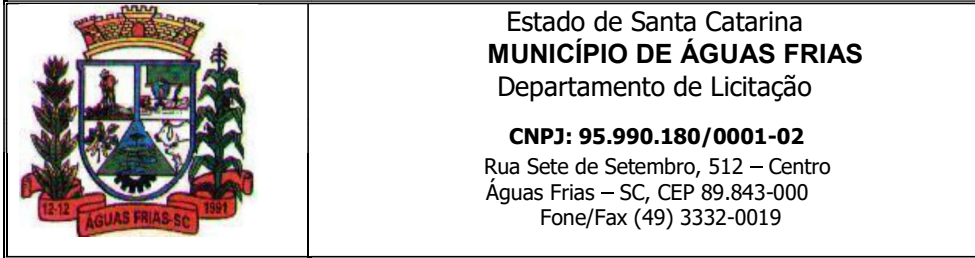 Estado de Santa Catarina
MUNICÍPIO DE ÁGUAS FRIAS
Departamento de Licitação
CNPJ: 95.990.180/0001-02
Rua Sete de Setembro, 512 – Centro
Águas Frias – SC, CEP 89.843-000
Fone/Fax (49) 3332-0019
12-12
ÁGUAS FRIAS-SC
1991